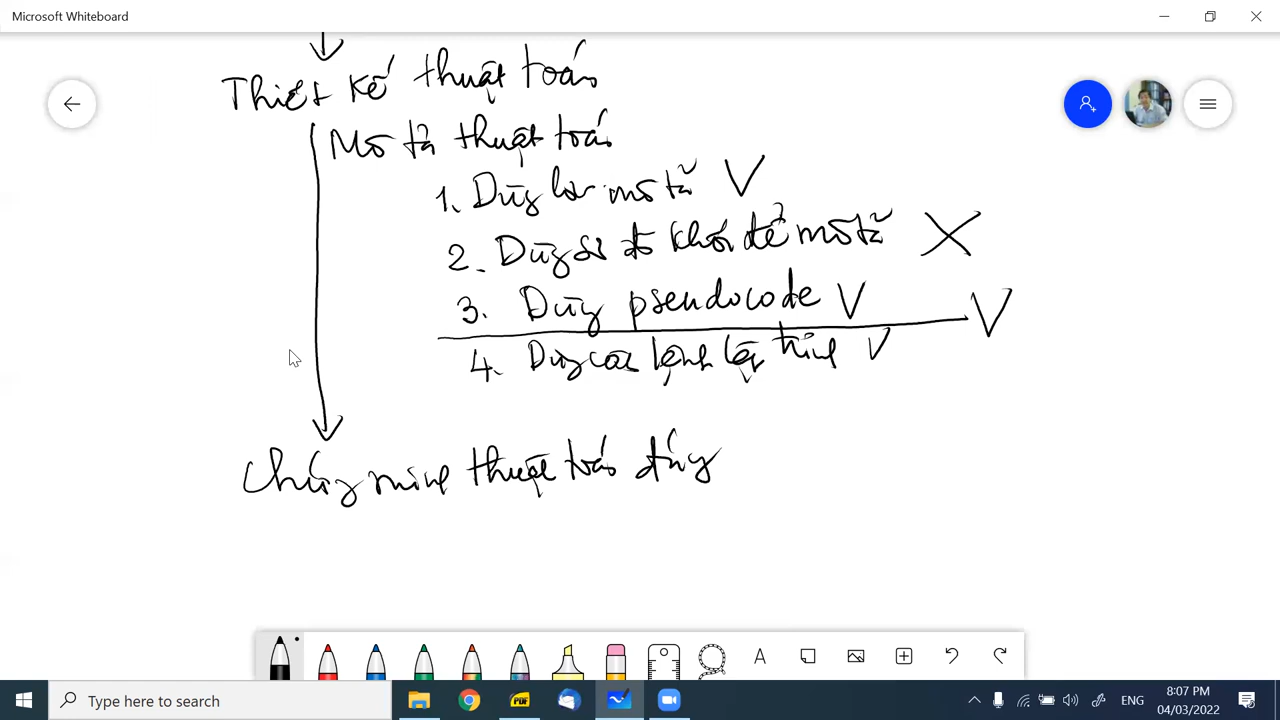 Microsoft Whiteboard
Thiết kế thuật toán
Mô tả thuật toán
1. Dùng lời mô tả V
2. Dùng sơ đồ khối để mô tả X
3. Dùng pseudocode V V
4. Dùng các lệnh lập trình V
Chứng minh thuật toán đúng
A
Type here to search
ENG
8:07 PM
04/03/2022